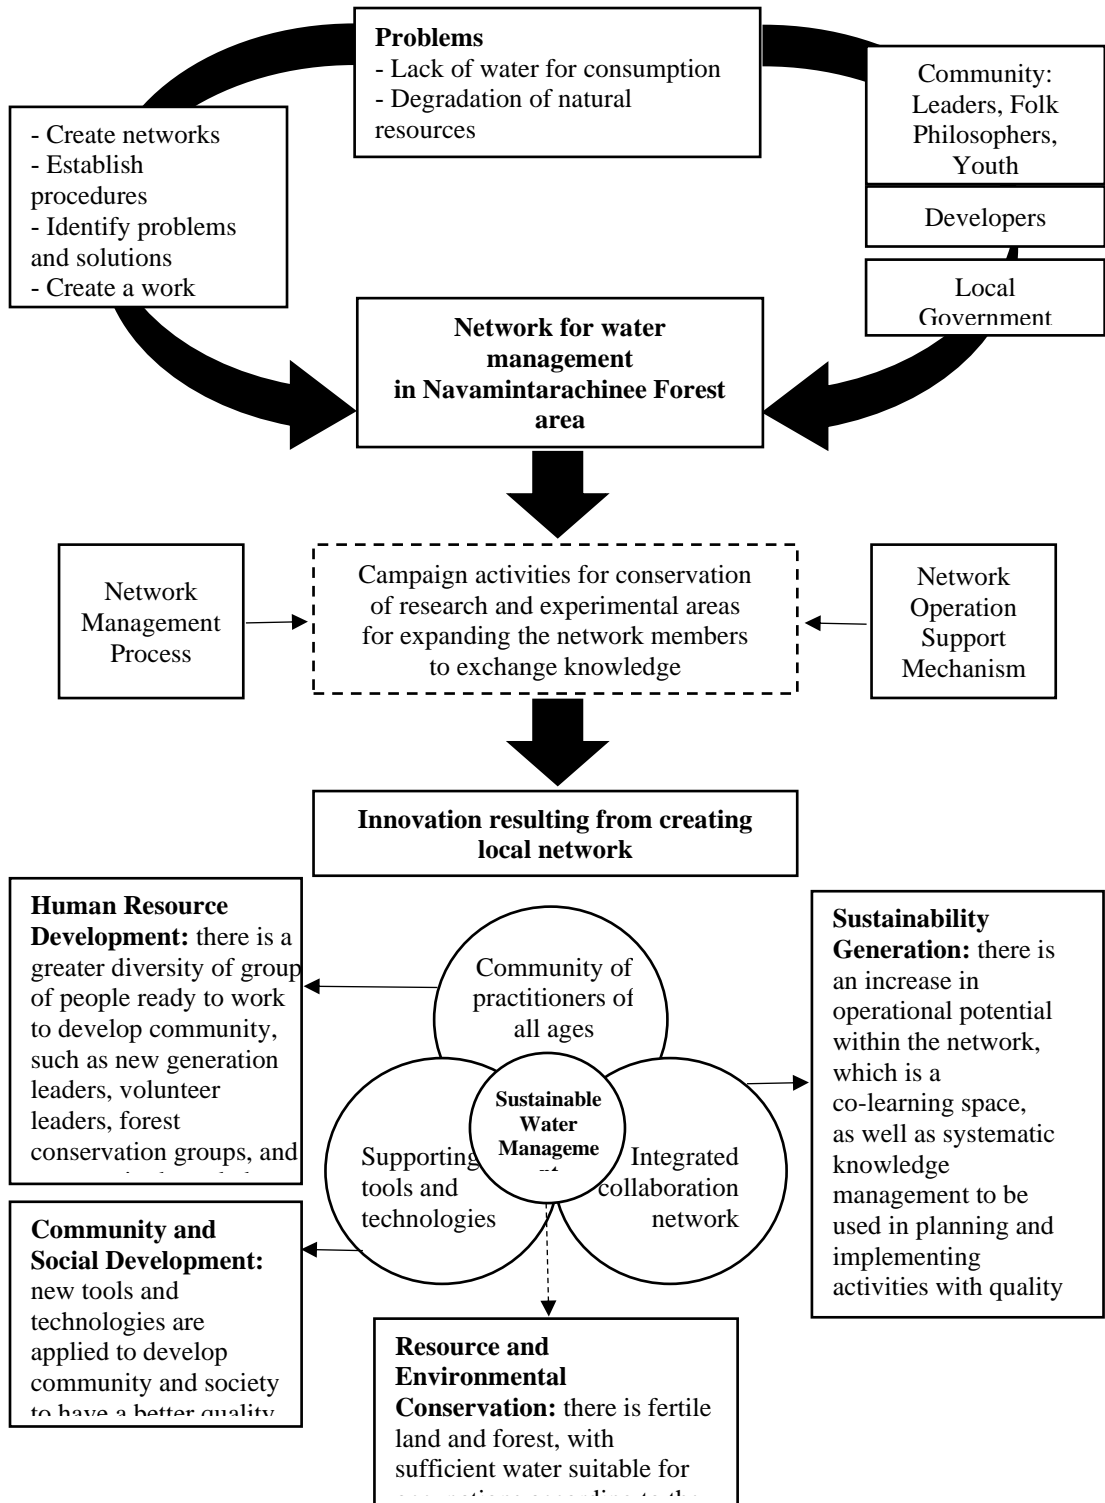 Problems
- Lack of water for consumption
- Degradation of natural
resources
Community:
Leaders, Folk
Philosophers,
Youth
- Create networks
- Establish
procedures
- Identify problems
and solutions
- Create a work
Developers
Local
Government
Network for water
management
in Navamintarachinee Forest
area
Network
Management
Process
Campaign activities for conservation
of research and experimental areas
for expanding the network members
to exchange knowledge
Network
Operation
Support
Mechanism
Innovation resulting from creating
local network
Human Resource
Development: there is a
greater diversity of group
of people ready to work
to develop community,
such as new generation
leaders, volunteer
leaders, forest
conservation groups, and
Community of
practitioners of
all ages
Sustainable
Water
Manageme
Supporting
tools and
technologies
Integrated
collaboration
network
Sustainability
Generation: there is
an increase in
operational potential
within the network,
which is a
co-learning space,
as well as systematic
knowledge
management to be
used in planning and
implementing
activities with quality
Community and
Social Development:
new tools and
technologies are
applied to develop
community and society
to have a better quality
Resource and
Environmental
Conservation: there is fertile
land and forest, with
sufficient water suitable for
according to the